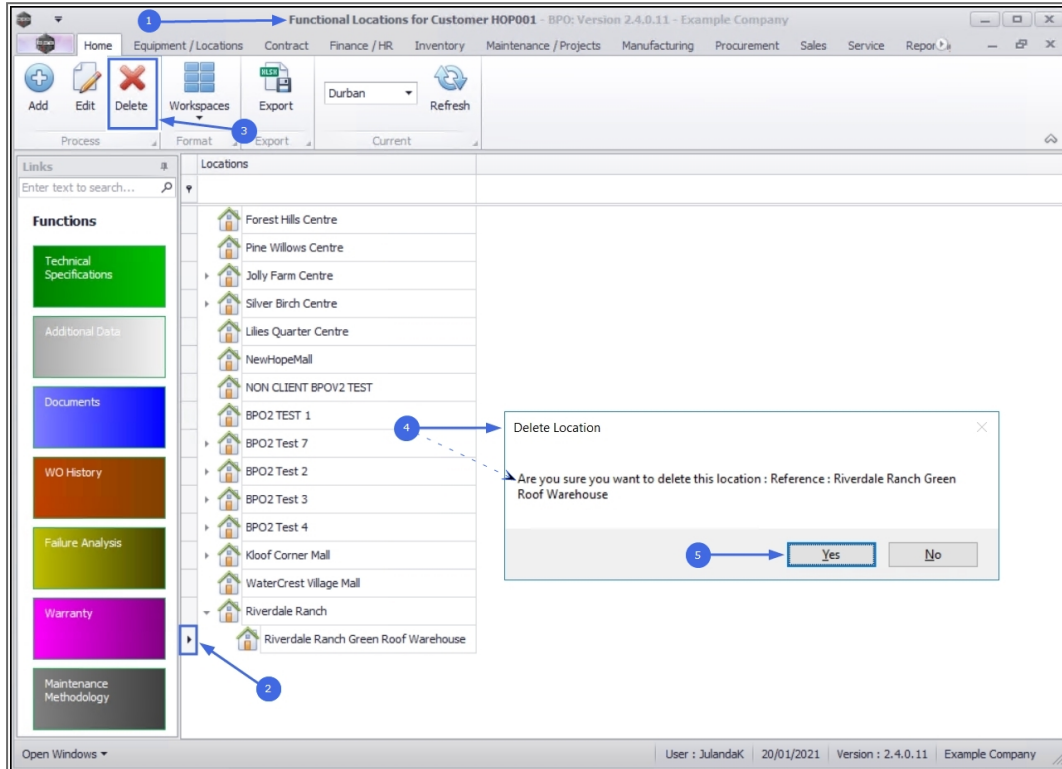 1
Functional Locations for Customer HOP001 - BPO: Version 2.4.0.11 - Example Company
Home Equipment / Locations Contract Finance / HR Inventory Maintenance / Projects Manufacturing Procurement Sales Service Repor
Add Edit Delete Workspaces Export Durban Refresh
XLSX
3
Process Format Export Current
Links
Enter text to search...
Functions
Technical
Specifications
Additional Data
Documents
WO History
Failure Analysis
Warranty
Maintenance
Methodology
Locations
Forest Hills Centre
Pine Willows Centre
Jolly Farm Centre
Silver Birch Centre
Lilies Quarter Centre
NewHopeMall
NON CLIENT BPOV2 TEST
BPO2 TEST 1
BPO2 Test 7
BPO2 Test 2
BPO2 Test 3
BPO2 Test 4
Kloof Corner Mall
WaterCrest Village Mall
Riverdale Ranch
Riverdale Ranch Green Roof Warehouse
2
4
Delete Location
Are you sure you want to delete this location : Reference : Riverdale Ranch Green
Roof Warehouse
5
Yes No
Open Windows User : JulandaK 20/01/2021 Version : 2.4.0.11 Example Company